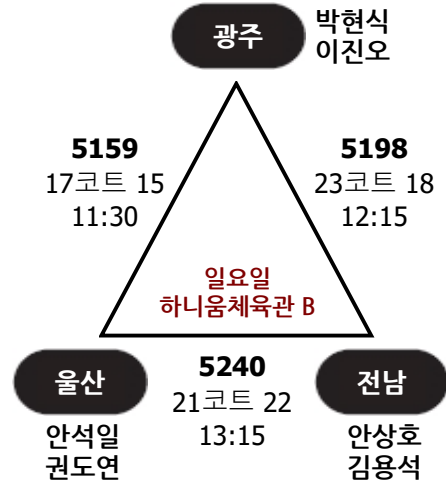 광주
박현식
이진오
5159
17코트 15
11:30
5198
23코트 18
12:15
일요일
하니움체육관 B
울산
안석일
권도연
5240
21코트 22
13:15
전남
안상호
김용석